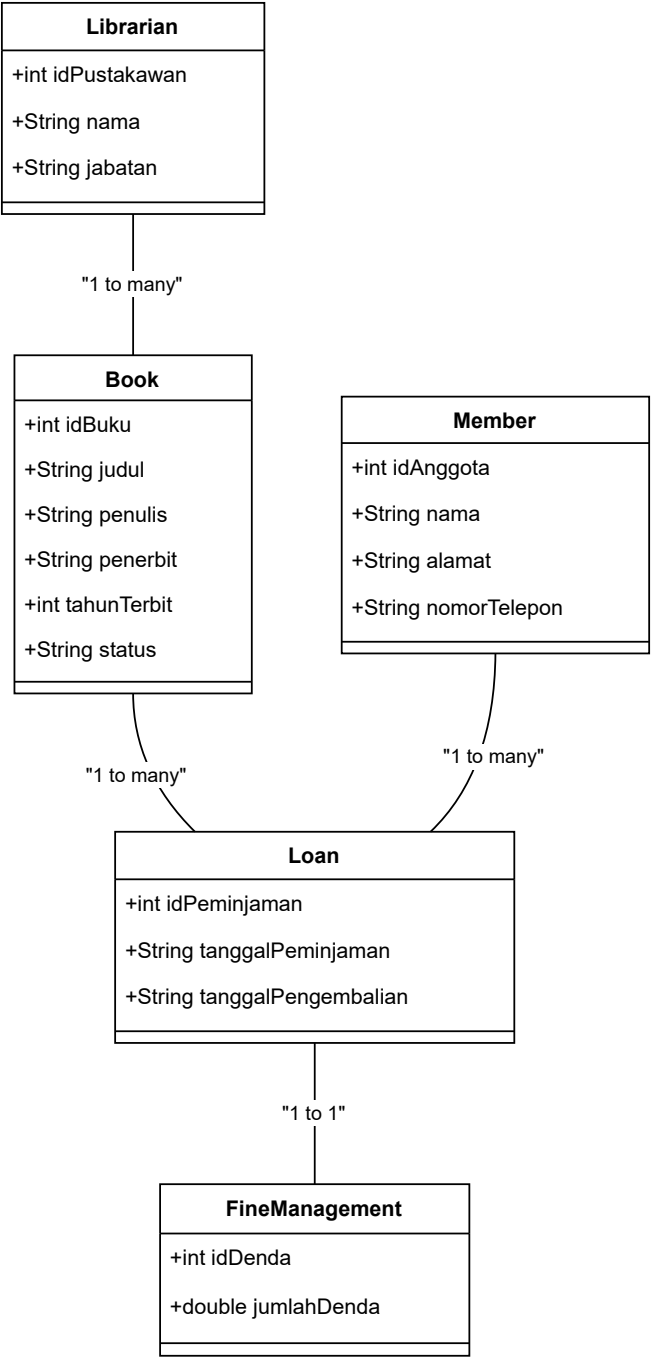 Librarian
+int idPustakawan
+String nama
+String jabatan
"1 to many"
Book
+int idBuku
+String judul
+String penulis
+String penerbit
+int tahunTerbit
+String status
Member
+int idAnggota
+String nama
+String alamat
+String nomorTelepon
"1 to many"
"1 to many"
Loan
+int idPeminjaman
+String tanggalPeminjaman
+String tanggalPengembalian
"1 to 1"
FineManagement
+int idDenda
+double jumlahDenda